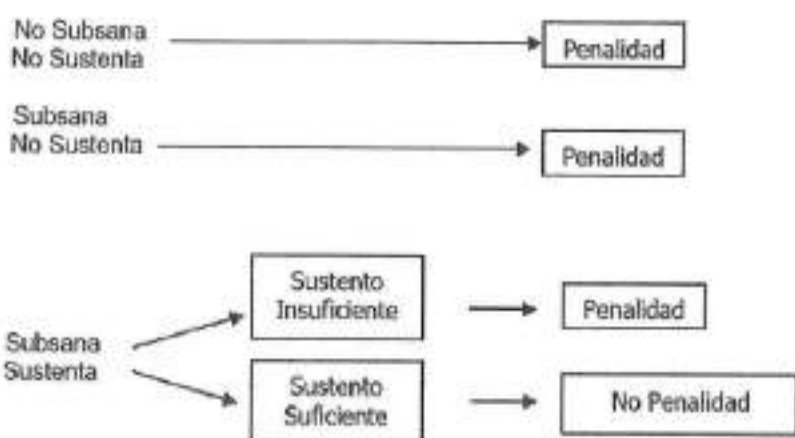 No Subsana
No Sustenta
Penalidad
Subsana
No Sustenta
Penalidad
Subsana
Sustenta
Sustento
Insuficiente
Penalidad
Sustento
Suficiente
No Penalidad